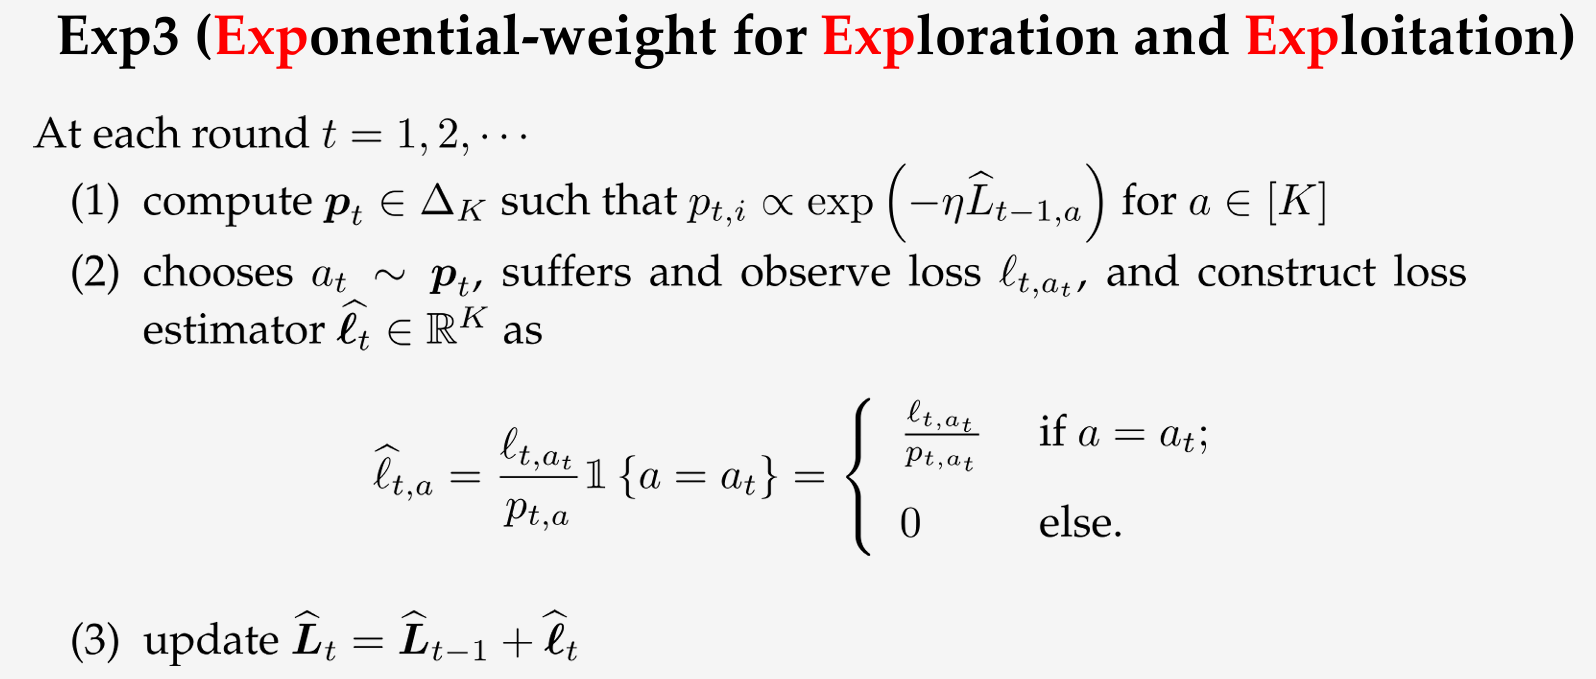 Exp3 (Exponential-weight for Exploration and Exploitation)
At each round $t = 1, 2, \cdots$
(1) compute $\boldsymbol{p}_t \in \Delta_K$ such that $p_{t,i} \propto \exp\left(-\eta \widehat{L}_{t-1,a}\right)$ for $a \in [K]$
(2) chooses $a_t \sim \boldsymbol{p}_t$, suffers and observe loss $\ell_{t,a_t}$, and construct loss
estimator $\widehat{\boldsymbol{\ell}}_t \in \mathbb{R}^K$ as
$\widehat{\ell}_{t,a} = \frac{\ell_{t,a_t}}{p_{t,a}} \mathbb{1}\{a = a_t\} = \begin{cases} \frac{\ell_{t,a_t}}{p_{t,a_t}} & \text{if } a = a_t; \\ 0 & \text{else.} \end{cases}$
(3) update $\widehat{\boldsymbol{L}}_t = \widehat{\boldsymbol{L}}_{t-1} + \widehat{\boldsymbol{\ell}}_t$